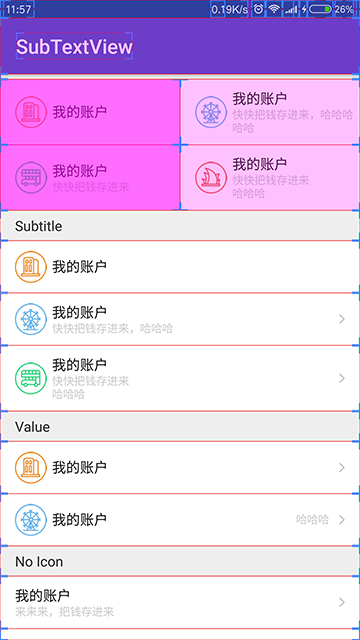 11:57 0.19K/s 26%
SubTextView
我的账户
我的账户
快快把钱存进来，哈哈哈
哈哈
我的账户
快快把钱存进来
我的账户
快快把钱存进来
哈哈哈
Subtitle
我的账户
我的账户
快快把钱存进来，哈哈哈
我的账户
快快把钱存进来
哈哈哈
Value
我的账户
我的账户 哈哈哈
No Icon
我的账户
来来来，把钱存进来